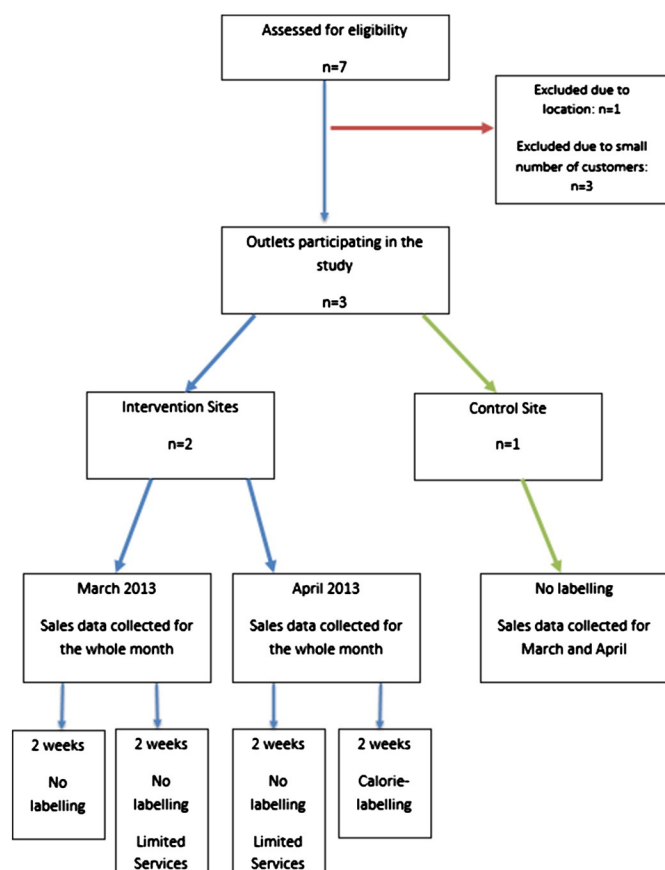 Assessed for eligibility
n=7
Excluded due to
location: n=1
Excluded due to small
number of customers:
n=3
Outlets participating in the
study
n=3
Intervention Sites
n=2
Control Site
n=1
March 2013
Sales data collected for
the whole month
April 2013
Sales data collected for
the whole month
No labelling
Sales data collected for
March and April
2 weeks
No
labelling
2 weeks
No
labelling
Limited
Services
2 weeks
No
labelling
Limited
Services
2 weeks
Calorie-
labelling